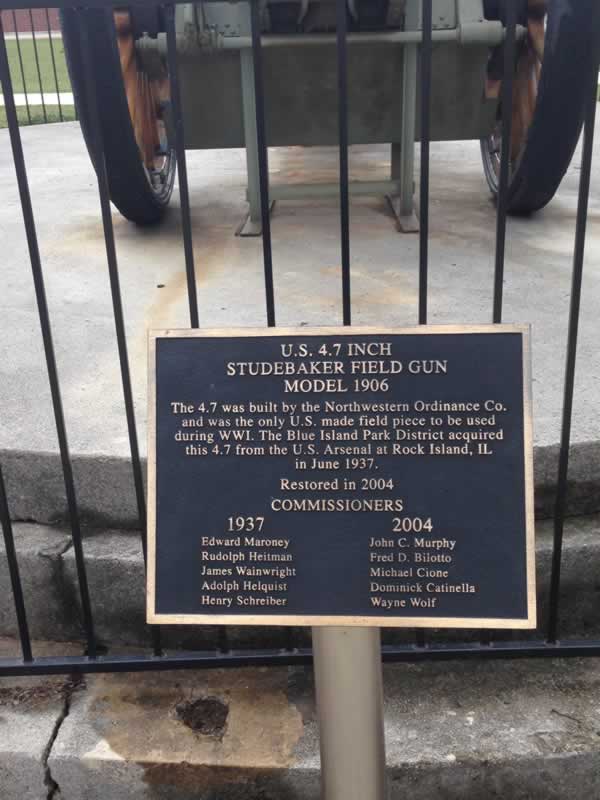 U.S. 4.7 INCH
STUDEBAKER FIELD GUN
MODEL 1906
The 4.7 was built by the Northwestern Ordinance Co.
and was the only U.S. made field piece to be used
during WWI. The Blue Island Park District acquired
this 4.7 from the U.S. Arsenal at Rock Island, IL
in June 1937.
Restored in 2004
COMMISSIONERS
1937 2004
Edward Maroney John C. Murphy
Rudolph Heitman Fred D. Bilotto
James Wainwright Michael Cione
Adolph Helquist Dominick Catinella
Henry Schreiber Wayne Wolf